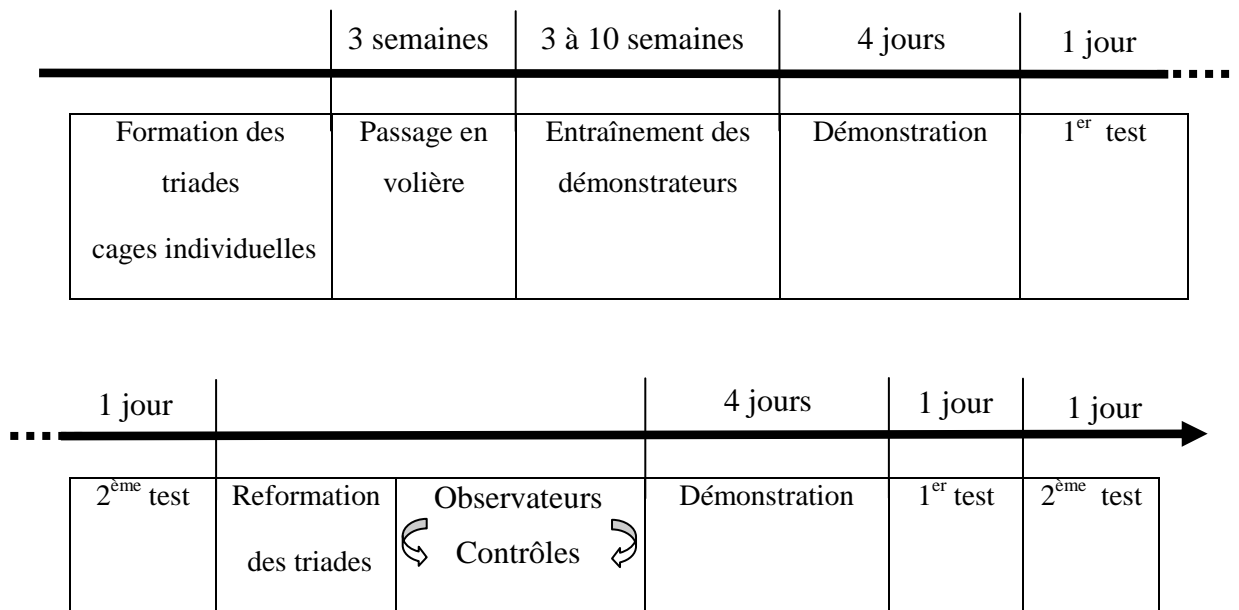 3 semaines 3 à 10 semaines 4 jours 1 jour
Formation des Passage en Entraînement des Démonstration 1er test
triades volière démonstrateurs
cages individuelles
1 jour 4 jours 1 jour 1 jour
2ème test Reformation Observateurs Démonstration 1er test 2ème test
des triades Contrôles